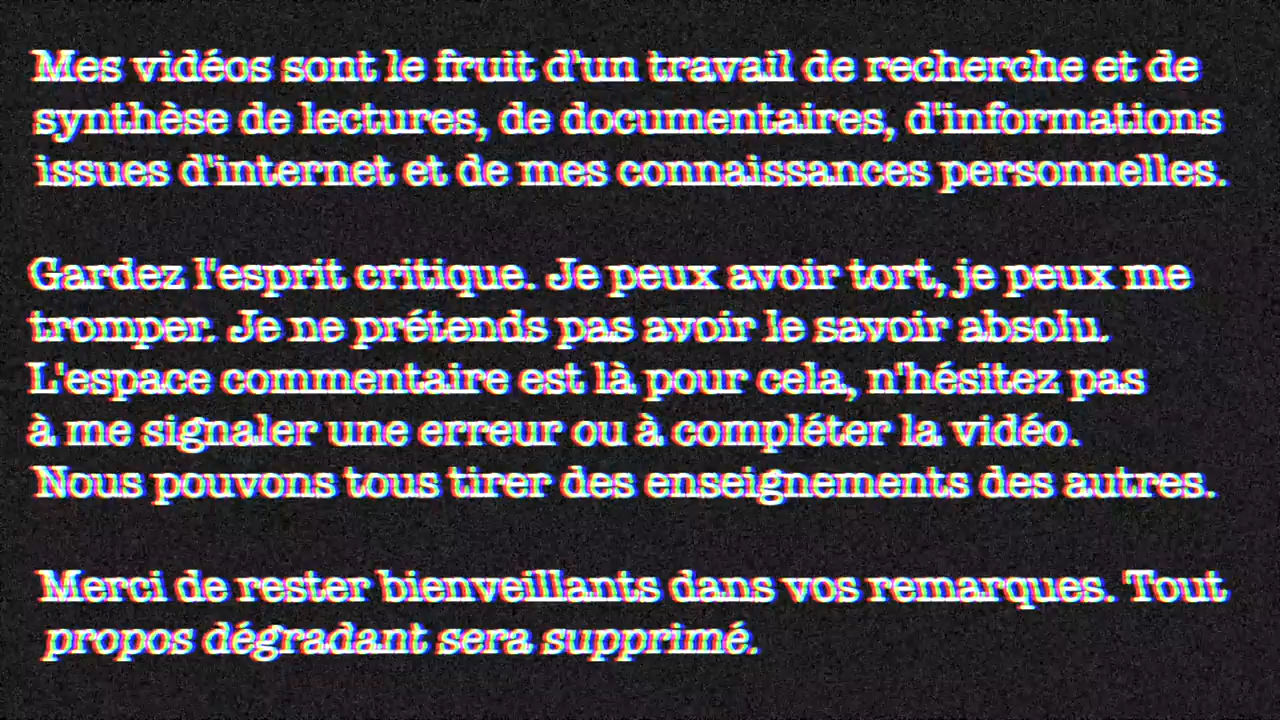 Mes vidéos sont le fruit d'un travail de recherche et de
synthèse de lectures, de documentaires, d'informations
issues d'internet et de mes connaissances personnelles.
Gardez l'esprit critique. Je peux avoir tort, je peux me
tromper. Je ne prétends pas avoir le savoir absolu.
L'espace commentaire est là pour cela, n'hésitez pas
à me signaler une erreur ou à compléter la vidéo.
Nous pouvons tous tirer des enseignements des autres.
Merci de rester bienveillants dans vos remarques. Tout
propos dégradant sera supprimé.